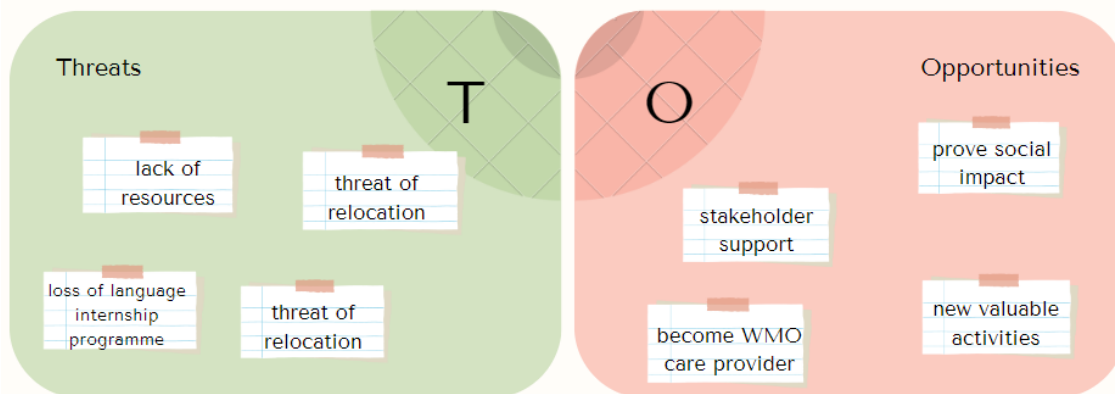 Threats
T
lack of
resources
threat of
relocation
loss of language
internship
programme
threat of
relocation
O
Opportunities
prove social
impact
stakeholder
support
become WMO
care provider
new valuable
activities